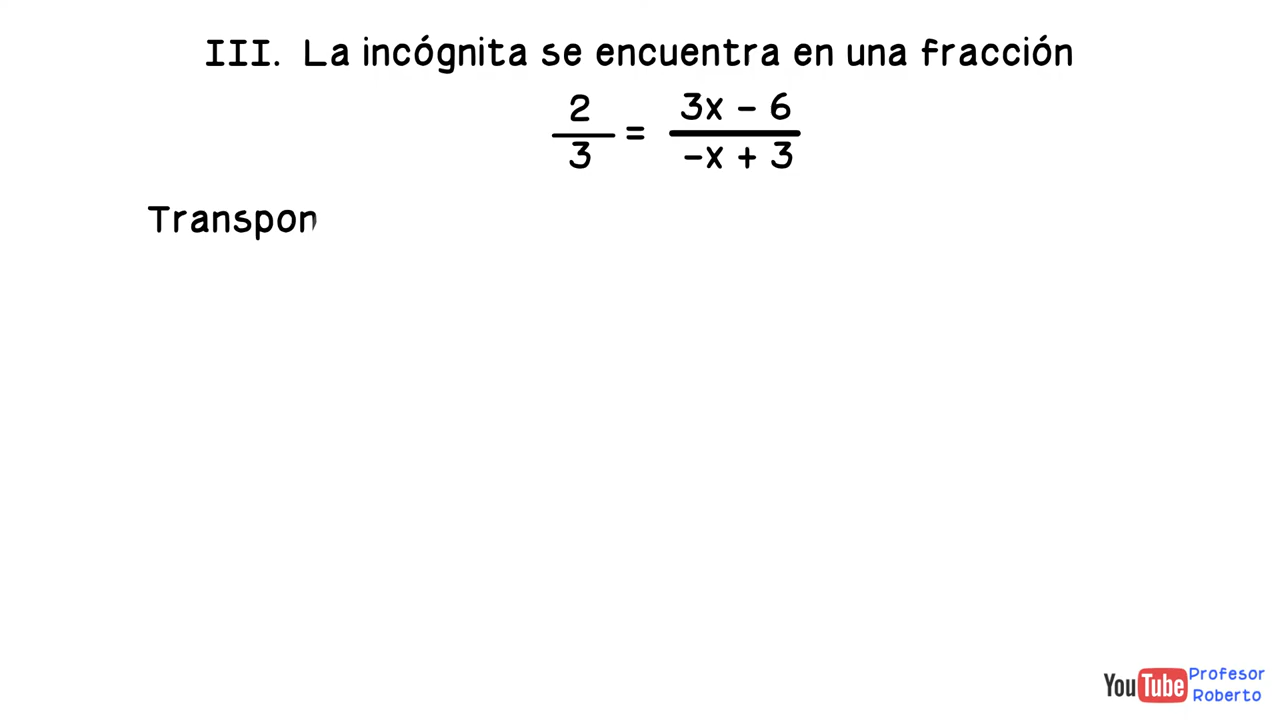 III. La incógnita se encuentra en una fracción
2/3 = (3x - 6)/(-x + 3)
Transpon
YouTube Profesor Roberto